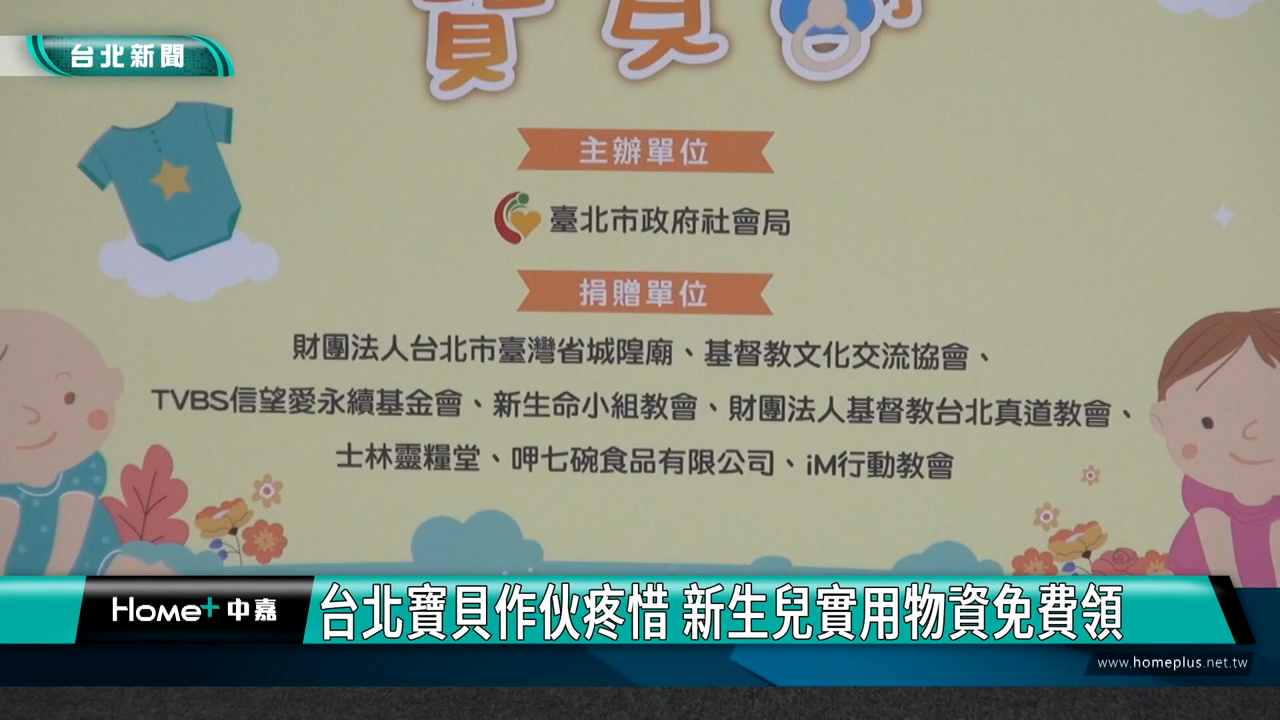 台北新聞
寶貝
主辦單位
臺北市政府社會局
捐贈單位
財團法人台北市臺灣省城隍廟、基督教文化交流協會、
TVBS信望愛永續基金會、新生命小組教會、財團法人基督教台北真道教會、
士林靈糧堂、呷七碗食品有限公司、iM行動教會
Home+中嘉
台北寶貝作伙疼惜 新生兒實用物資免費領
www.homeplus.net.tw